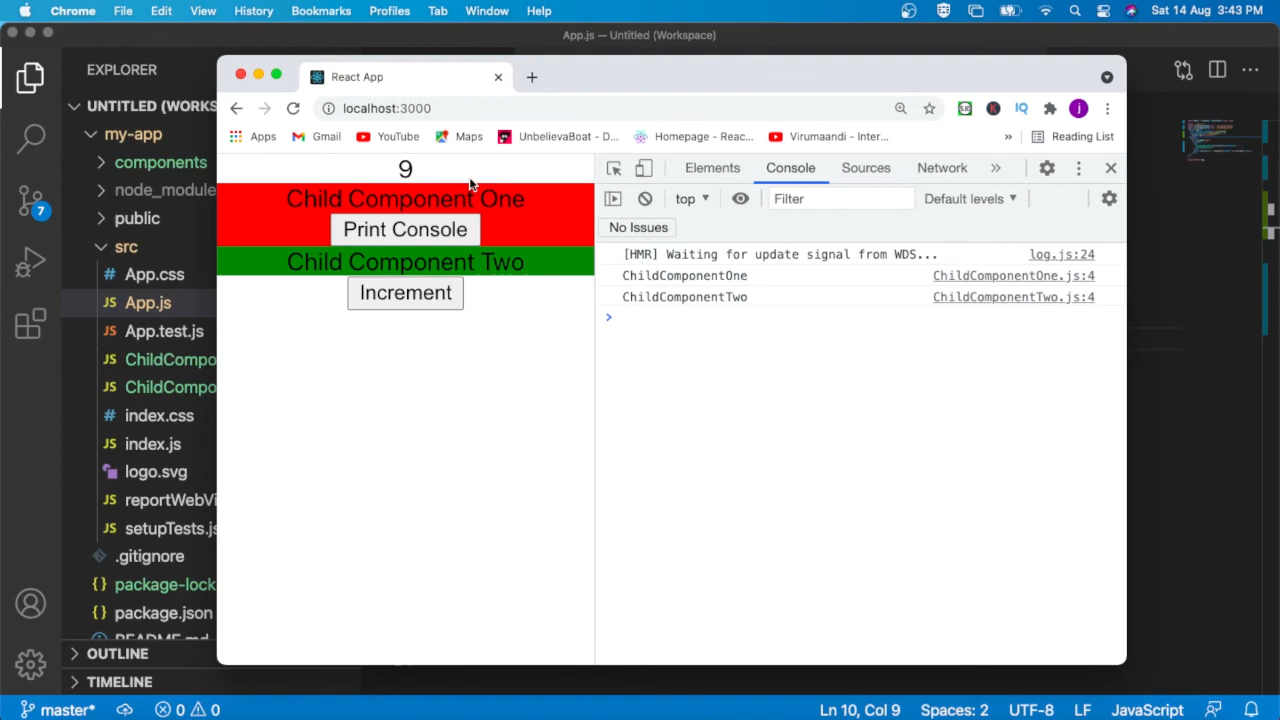 Chrome File Edit View History Bookmarks Profiles Tab Window Help Sat 14 Aug 3:43 PM
App.js — Untitled (Workspace)
EXPLORER
UNTITLED (WORKS
my-app
components
node_module
public
src
App.css
App.js
App.test.js
ChildCompo
ChildCompo
index.css
index.js
logo.svg
reportWebVi
setupTests.js
.gitignore
package-lock
package.json
README.md
OUTLINE
TIMELINE
7
React App
localhost:3000
Apps Gmail YouTube Maps UnbelievaBoat - D... Homepage - Reac... Virumaandi - Inter... » Reading List
9
Child Component One
Print Console
Child Component Two
Increment
Elements Console Sources Network »
top Filter Default levels
No Issues
[HMR] Waiting for update signal from WDS... log.js:24
ChildComponentOne ChildComponentOne.js:4
ChildComponentTwo ChildComponentTwo.js:4
master* 0 0 Ln 10, Col 9 Spaces: 2 UTF-8 LF JavaScript